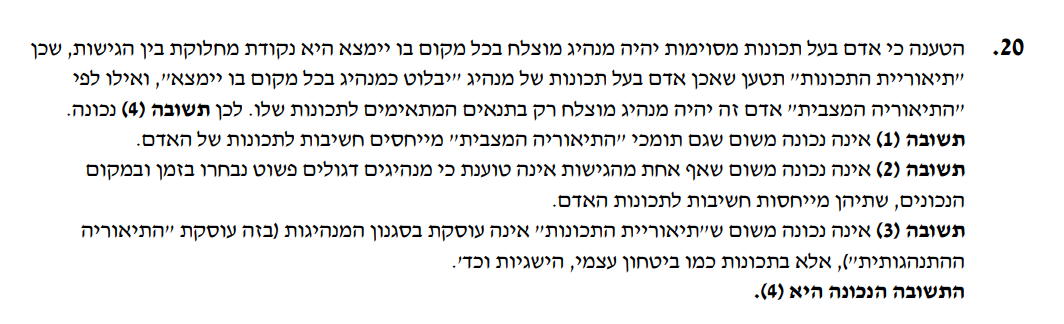 20. הטענה כי אדם בעל תכונות מסוימות יהיה מנהיג מוצלח בכל מקום בו יימצא היא נקודת מחלוקת בין הגישות, שכן
"תיאוריית התכונות" תטען שאכן אדם בעל תכונות של מנהיג "יבלוט כמנהיג בכל מקום בו יימצא", ואילו לפי
"התיאוריה המצבית" אדם זה יהיה מנהיג מוצלח רק בתנאים המתאימים לתכונות שלו. לכן תשובה (4) נכונה.
תשובה (1) אינה נכונה משום שגם תומכי "התיאוריה המצבית" מייחסים חשיבות לתכונות של האדם.
תשובה (2) אינה נכונה משום שאף אחת מהגישות אינה טוענת כי מנהיגים דגולים פשוט נבחרו בזמן ובמקום
הנכונים, שתיהן מייחסות חשיבות לתכונות האדם.
תשובה (3) אינה נכונה משום ש"תיאוריית התכונות" אינה עוסקת בסגנון המנהיגות (בזה עוסקת "התיאוריה
ההתנהגותית"), אלא בתכונות כמו ביטחון עצמי, הישגיות וכד'.
התשובה הנכונה היא (4).